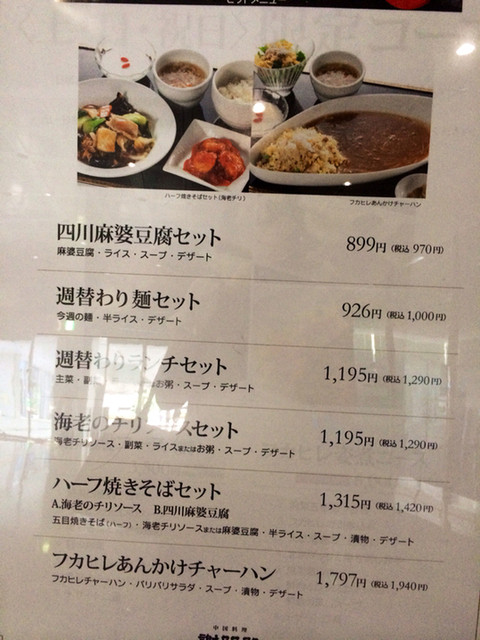 セットメニュー
ハーフ焼きそばセット(海老チリ)
フカヒレあんかけチャーハン
四川麻婆豆腐セット 899円 (税込 970円)
麻婆豆腐・ライス・スープ・デザート
週替わり麺セット 926円 (税込 1,000円)
今週の麺・半ライス・デザート
週替わりランチセット 1,195円 (税込 1,290円)
主菜・副 はお粥・スープ・デザート
海老のチリ スセット 1,195円 (税込 1,290円)
海老チリソース・副菜・ライスまたはお粥・スープ・デザート
ハーフ焼きそばセット 1,315円 (税込 1,420円)
A.海老のチリソース B.四川麻婆豆腐
五目焼きそば(ハーフ)・海老チリソースまたは麻婆豆腐・半ライス・スープ・漬物・デザート
フカヒレあんかけチャーハン 1,797円 (税込 1,940円)
フカヒレチャーハン・パリパリサラダ・スープ・漬物・デザート
中国料理